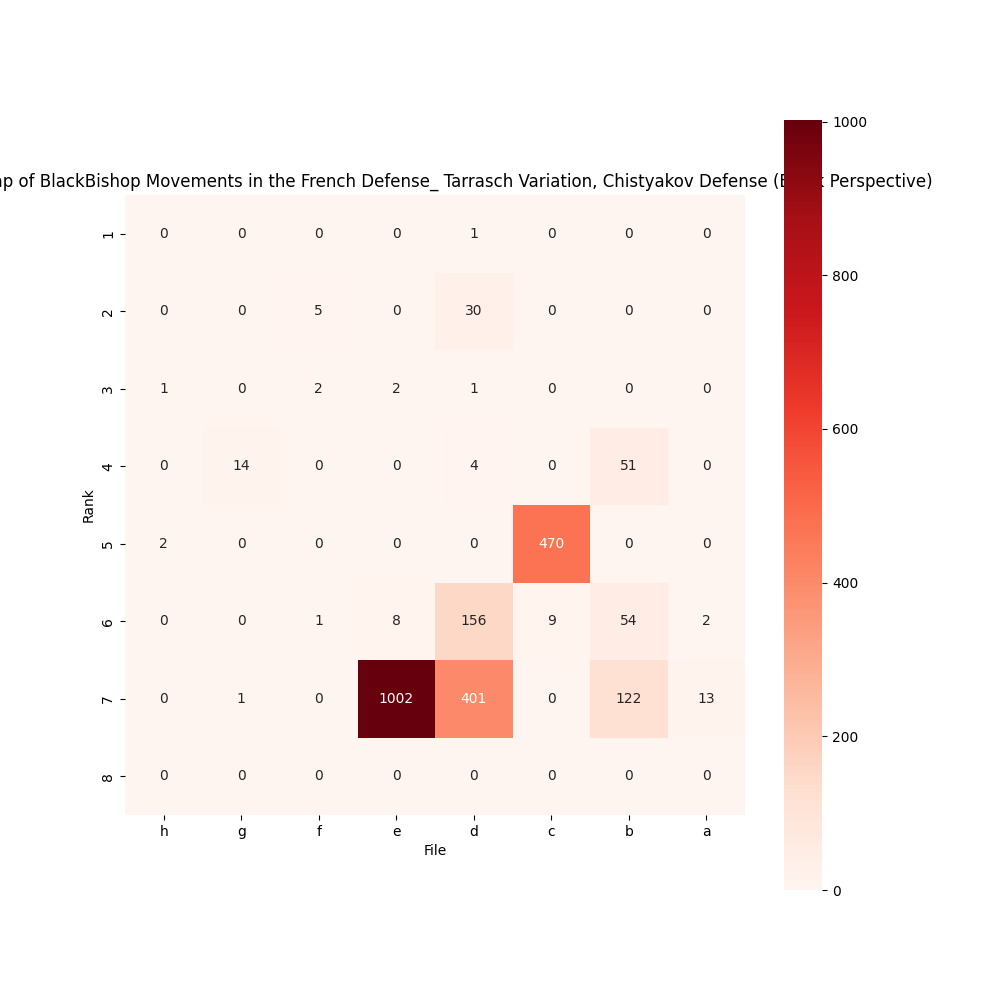 of BlackBishop Movements in the French Defense_ Tarrasch Variation, Chistyakov Defense ( Perspective)
1000
1 0 0 0 0 1 0 0 0
800
2 0 0 5 0 30 0 0 0
3 1 0 2 2 1 0 0 0
600
4 0 14 0 0 4 0 51 0
Rank
5 2 0 0 0 0 470 0 0
400
6 0 0 1 8 156 9 54 2
7 0 1 0 1002 401 0 122 13
200
8 0 0 0 0 0 0 0 0
h g f e d c b a
File
0